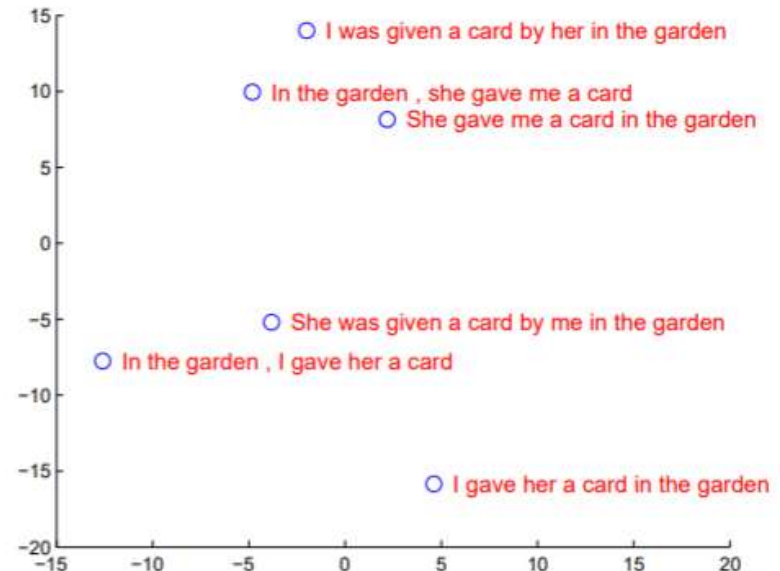 15
I was given a card by her in the garden
10
In the garden , she gave me a card
She gave me a card in the garden
5
0
−5
She was given a card by me in the garden
In the garden , I gave her a card
−10
−15
I gave her a card in the garden
−20
−15 −10 −5 0 5 10 15 20